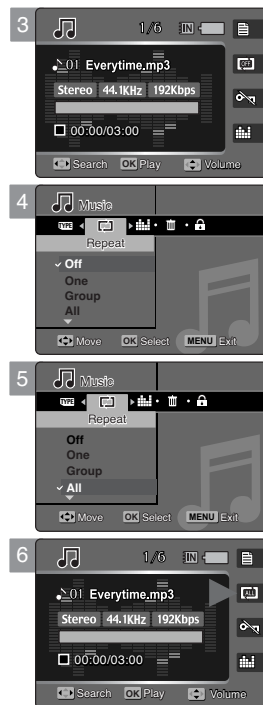 3
1/6 IN
OFF
01 Everytime.mp3
Stereo 44.1KHz 192Kbps
00:00/03:00
Search OK Play Volume
4
Music
TYPE
Repeat
Off
One
Group
All
Move OK Select MENU Exit
5
Music
TYPE
Repeat
Off
One
Group
All
Move OK Select MENU Exit
6
1/6 IN
ALL
01 Everytime.mp3
Stereo 44.1KHz 192Kbps
00:00/03:00
Search OK Play Volume